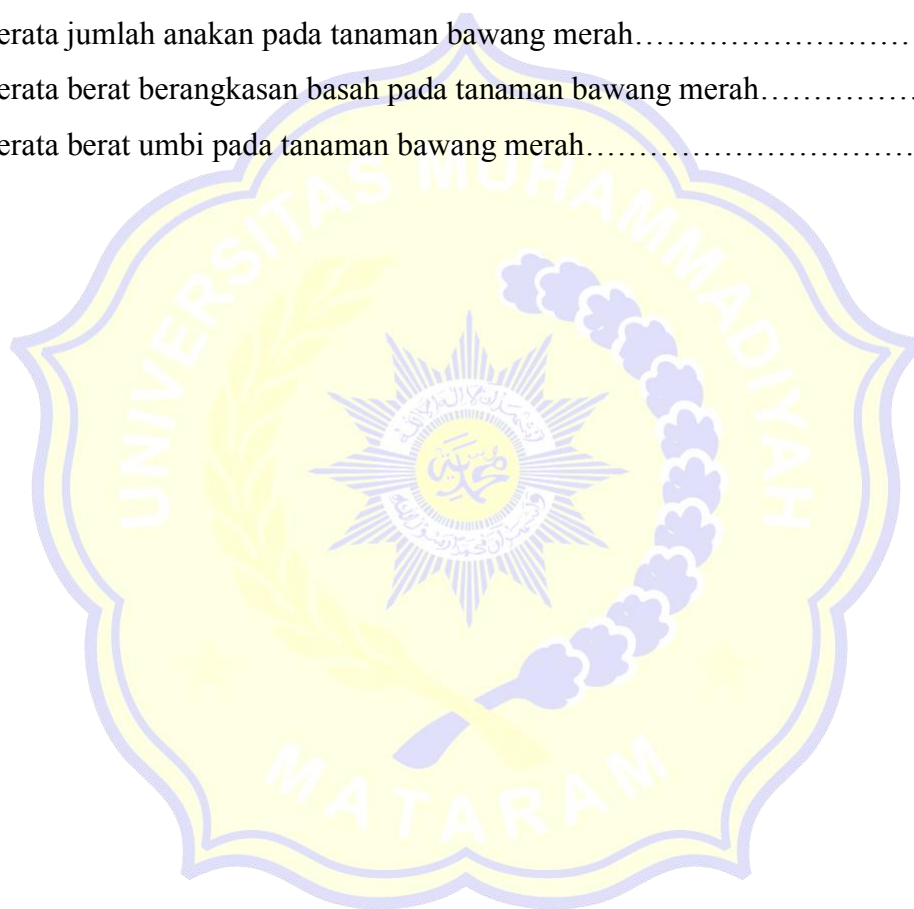 erata jumlah anakan pada tanaman bawang merah………………………
erata berat berangkasan basah pada tanaman bawang merah……………
erata berat umbi pada tanaman bawang merah…………………………
UNIVERSITAS MUHAMMADIYAH
محمد
MATARAM